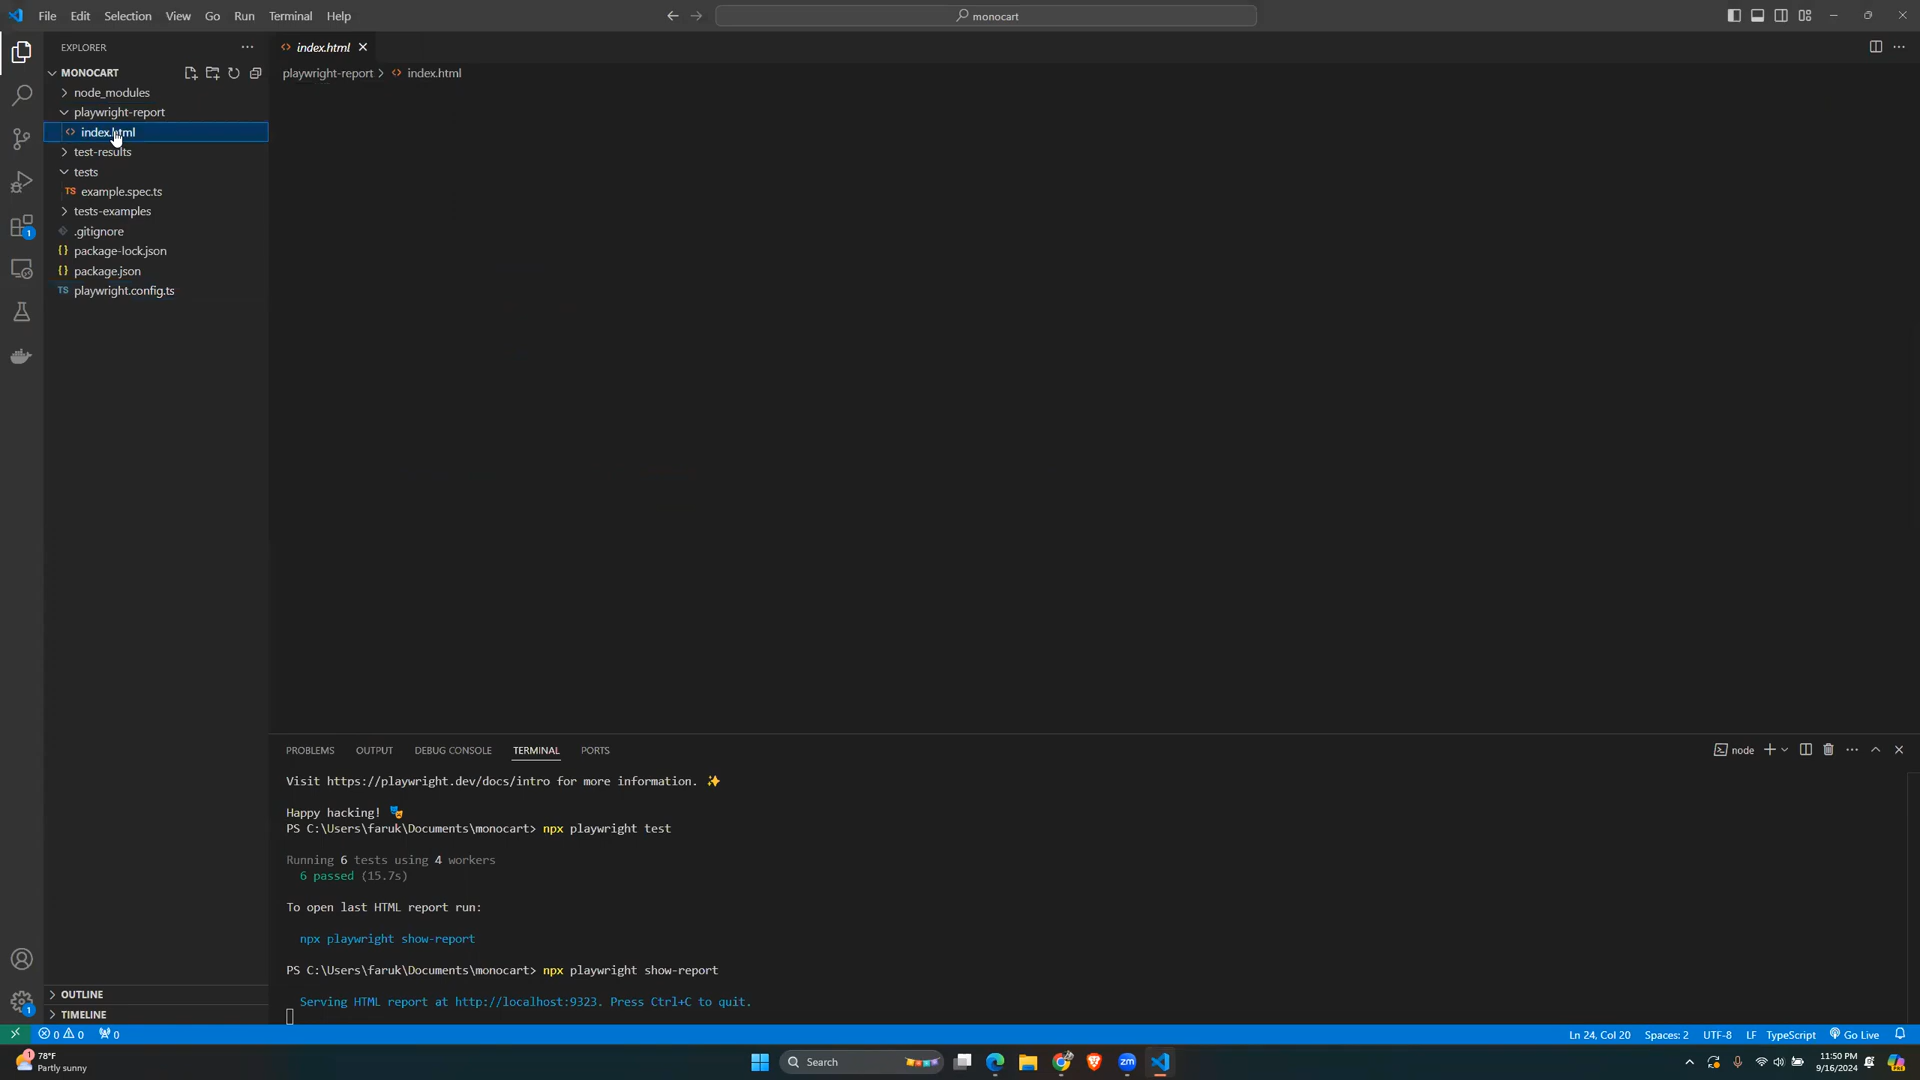 File Edit Selection View Go Run Terminal Help
monocart
EXPLORER
index.html
MONOCART
playwright-report > index.html
node_modules
playwright-report
index.html
test-results
tests
TS example.spec.ts
tests-examples
.gitignore
{} package-lock.json
{} package.json
TS playwright.config.ts
OUTLINE
TIMELINE
1
1
PROBLEMS OUTPUT DEBUG CONSOLE TERMINAL PORTS
node
Visit https://playwright.dev/docs/intro for more information. ✨
Happy hacking! 🎭
PS C:\Users\faruk\Documents\monocart> npx playwright test
Running 6 tests using 4 workers
6 passed (15.7s)
To open last HTML report run:
npx playwright show-report
PS C:\Users\faruk\Documents\monocart> npx playwright show-report
Serving HTML report at http://localhost:9323. Press Ctrl+C to quit.
0 0 0
Ln 24, Col 20 Spaces: 2 UTF-8 LF TypeScript Go Live
1
78°F
Partly sunny
Search
zm
11:50 PM
9/16/2024